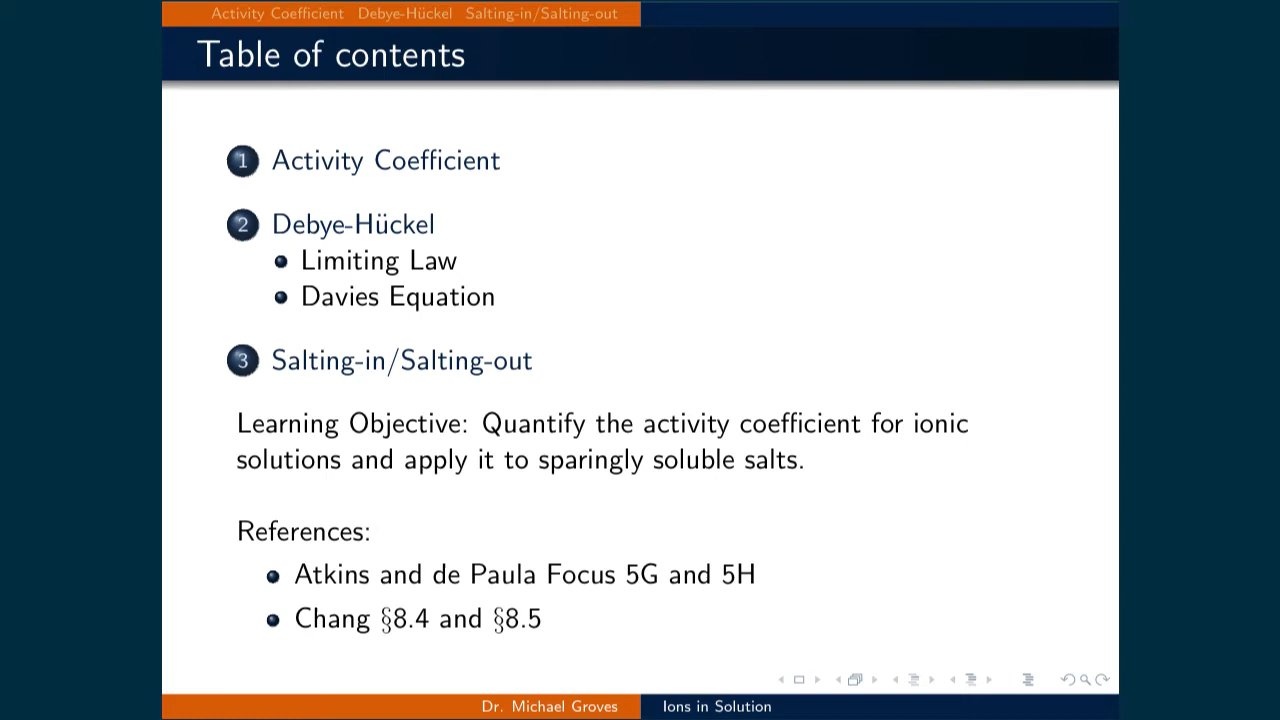 Activity Coefficient Debye-Hückel Salting-in/Salting-out
Table of contents
1 Activity Coefficient
2 Debye-Hückel
Limiting Law
Davies Equation
3 Salting-in/Salting-out
Learning Objective: Quantify the activity coefficient for ionic
solutions and apply it to sparingly soluble salts.
References:
Atkins and de Paula Focus 5G and 5H
Chang §8.4 and §8.5
Dr. Michael Groves Ions in Solution